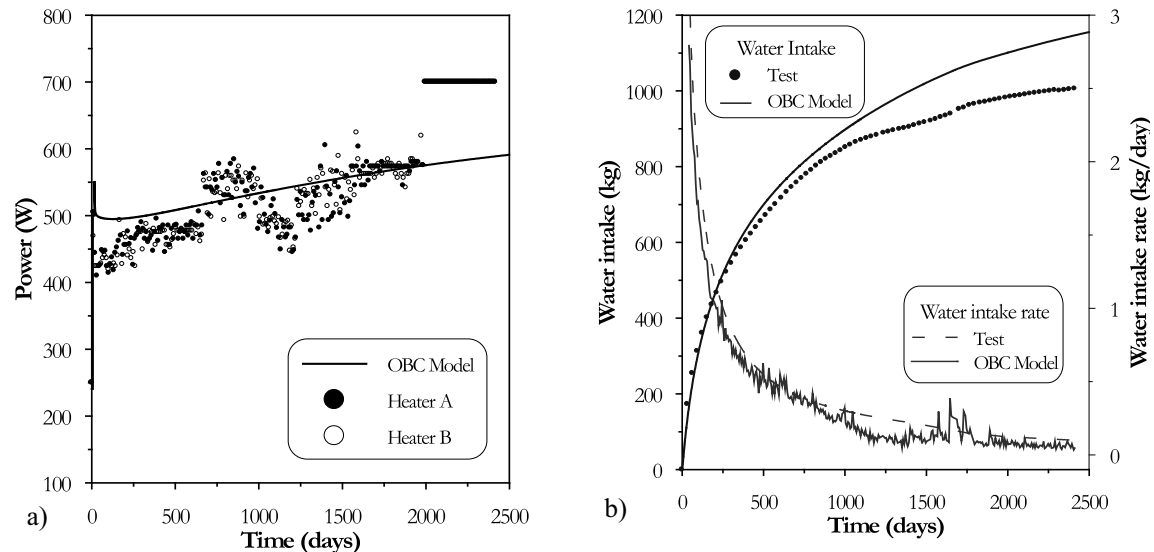 800
700
600
500
400
300
200
100
Power (W)
OBC Model
Heater A
Heater B
0
500
1000
1500
2000
2500
Time (days)
a)
1200
1000
800
600
400
200
0
Water intake (kg)
Water Intake
Test
OBC Model
Water intake rate
Test
OBC Model
3
2
1
0
Water intake rate (kg/day)
0
500
1000
1500
2000
2500
Time (days)
b)